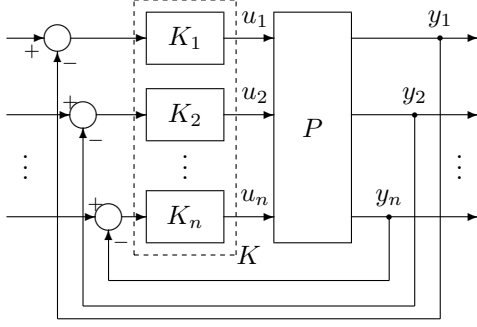 K₁ u₁ y₁
+ −
K₂ u₂ y₂
+ −
P
⋮ ⋮ ⋮
Kₙ uₙ yₙ
+ −
K